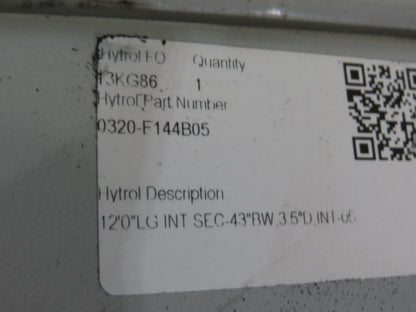 Hytrol FO Quantity
13KG86 1
Hytrol Part Number
0320-F144B05
Hytrol Description
12'0"LG INT SEC-43"BW,3.5"D,INT-05